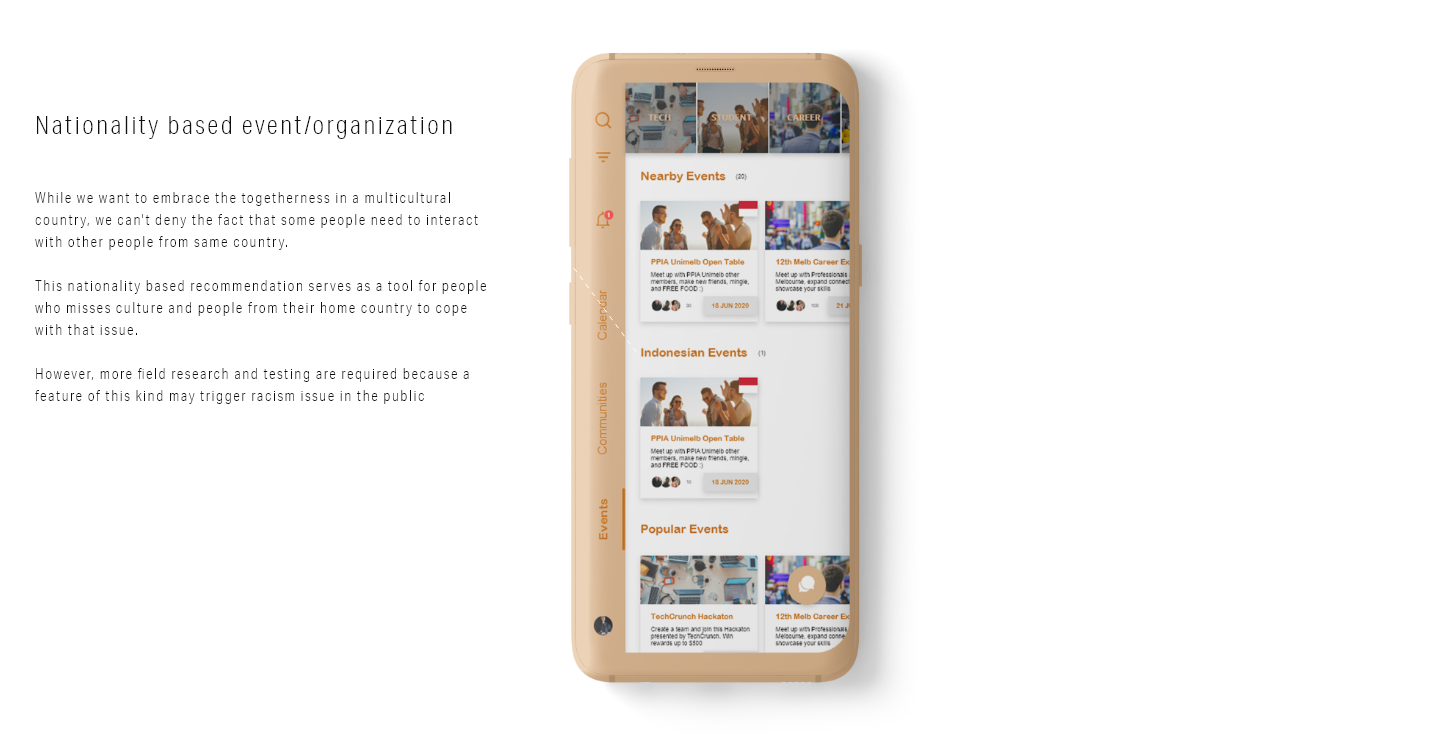 Nationality based event/organization
While we want to embrace the togetherness in a multicultural
country, we can't deny the fact that some people need to interact
with other people from same country.
This nationality based recommendation serves as a tool for people
who misses culture and people from their home country to cope
with that issue.
However, more field research and testing are required because a
feature of this kind may trigger racism issue in the public
1
Calendar
Communities
Events
TECH
STUDENT
CAREER
Nearby Events (20)
PPIA Unimelb Open Table
Meet up with PPIA Unimelb other
members, make new friends, mingle,
and FREE FOOD :)
18 JUN 2020
12th Melb Career Ex
Meet up with Professionals
Melbourne, expand connect
showcase your skills
100
21 J
Indonesian Events (1)
PPIA Unimelb Open Table
Meet up with PPIA Unimelb other
members, make new friends, mingle,
and FREE FOOD :)
18 JUN 2020
Popular Events
TechCrunch Hackaton
Create a team and join this Hackaton
presented by TechCrunch. Win
rewards up to $500
12th Melb Career Ex
Meet up with Professionals
Melbourne, expand conne
showcase your skills